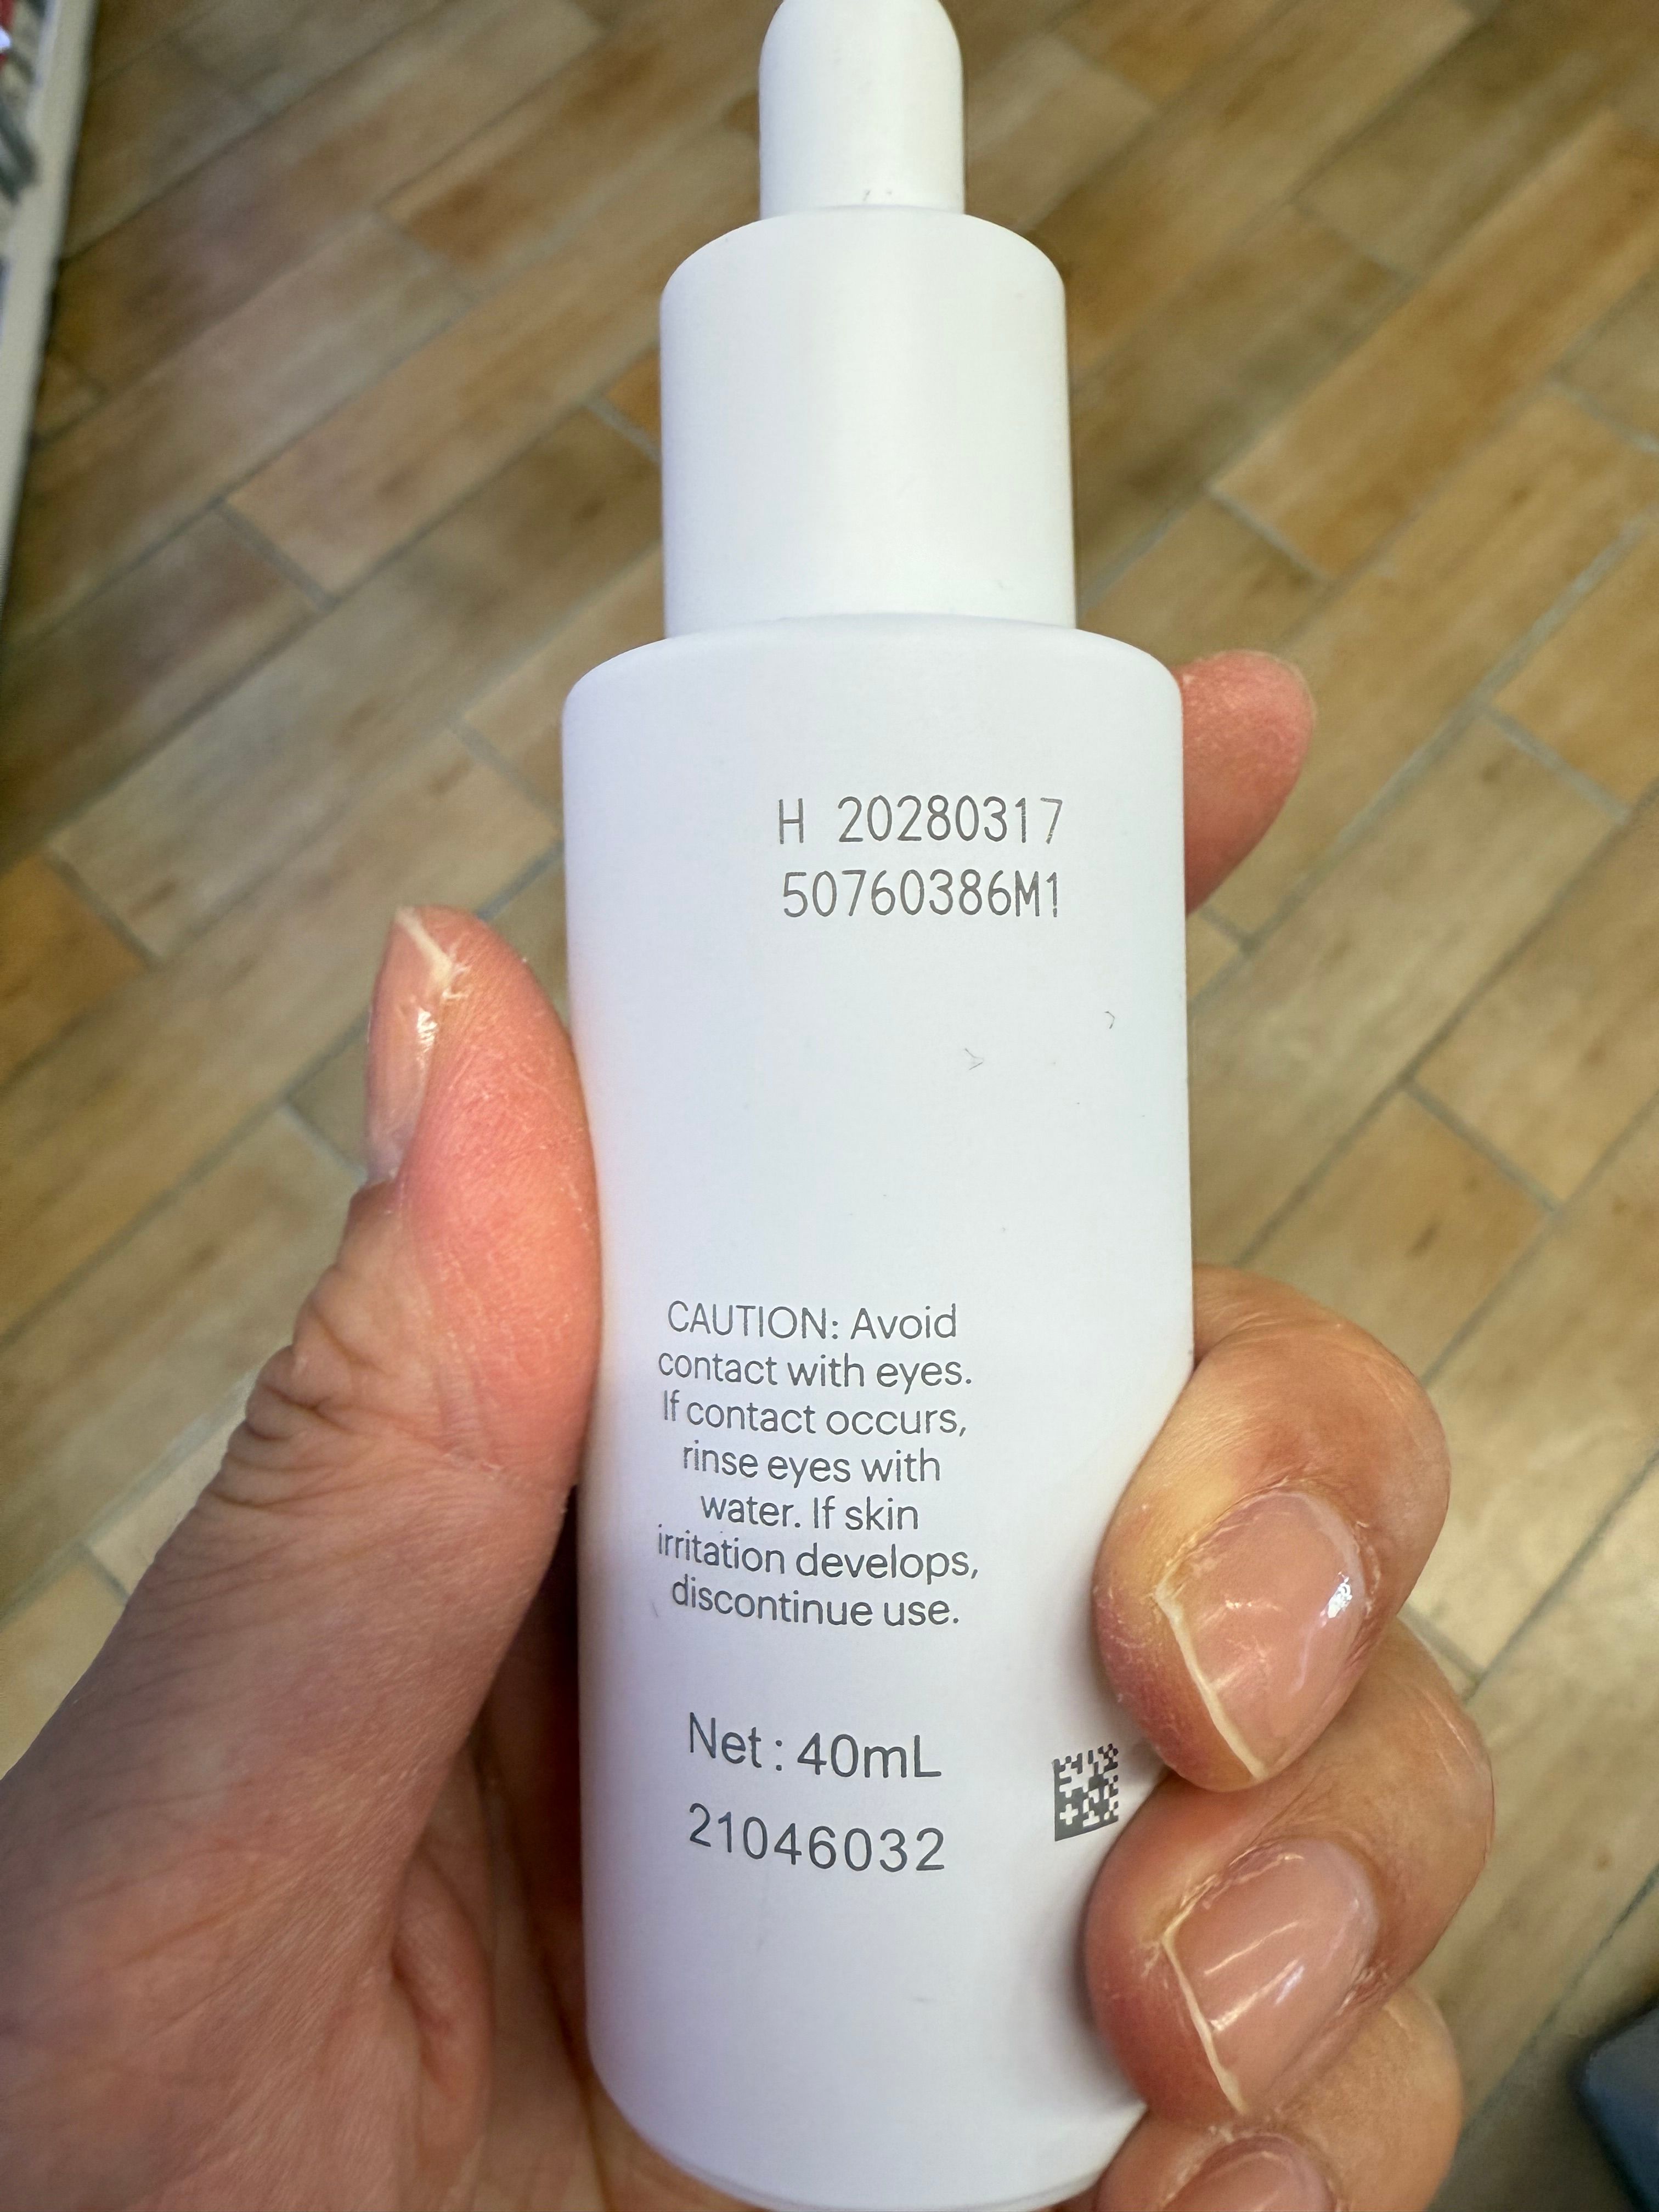 H 20280317
50760386M1
CAUTION: Avoid
contact with eyes.
If contact occurs,
rinse eyes with
water. If skin
irritation develops,
discontinue use.
Net : 40mL
21046032